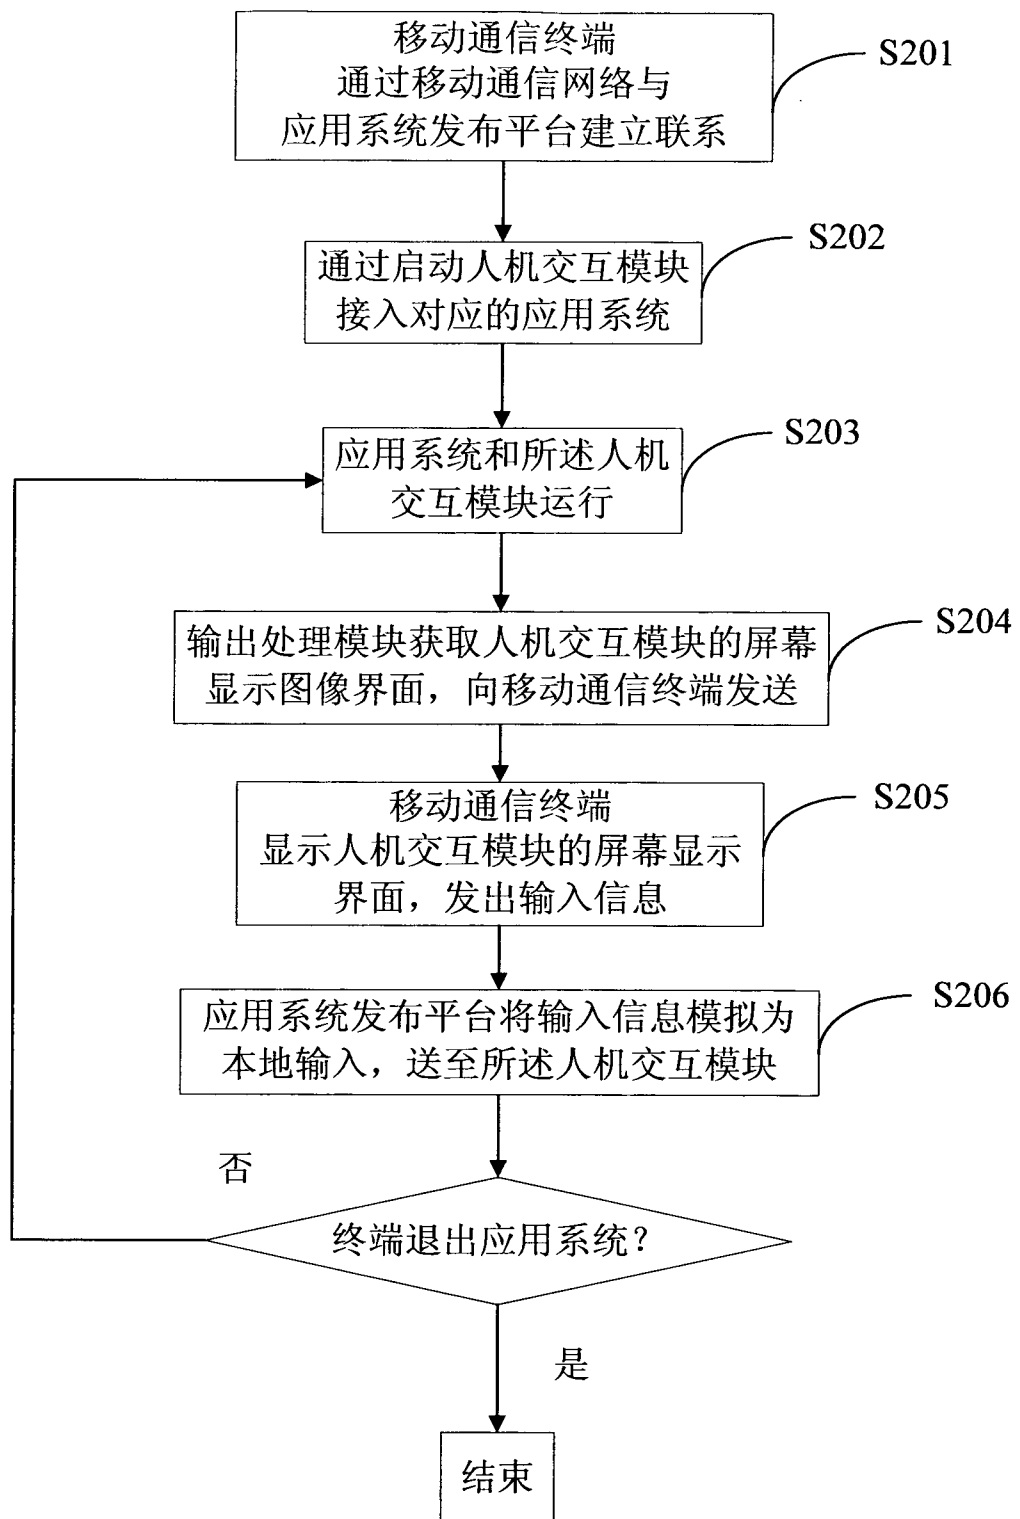 移动通信终端
通过移动通信网络与
应用系统发布平台建立联系
S201
通过启动人机交互模块
接入对应的应用系统
S202
应用系统和所述人机
交互模块运行
S203
输出处理模块获取人机交互模块的屏幕
显示图像界面，向移动通信终端发送
S204
移动通信终端
显示人机交互模块的屏幕显示
界面，发出输入信息
S205
应用系统发布平台将输入信息模拟为
本地输入，送至所述人机交互模块
S206
否
终端退出应用系统？
是
结束